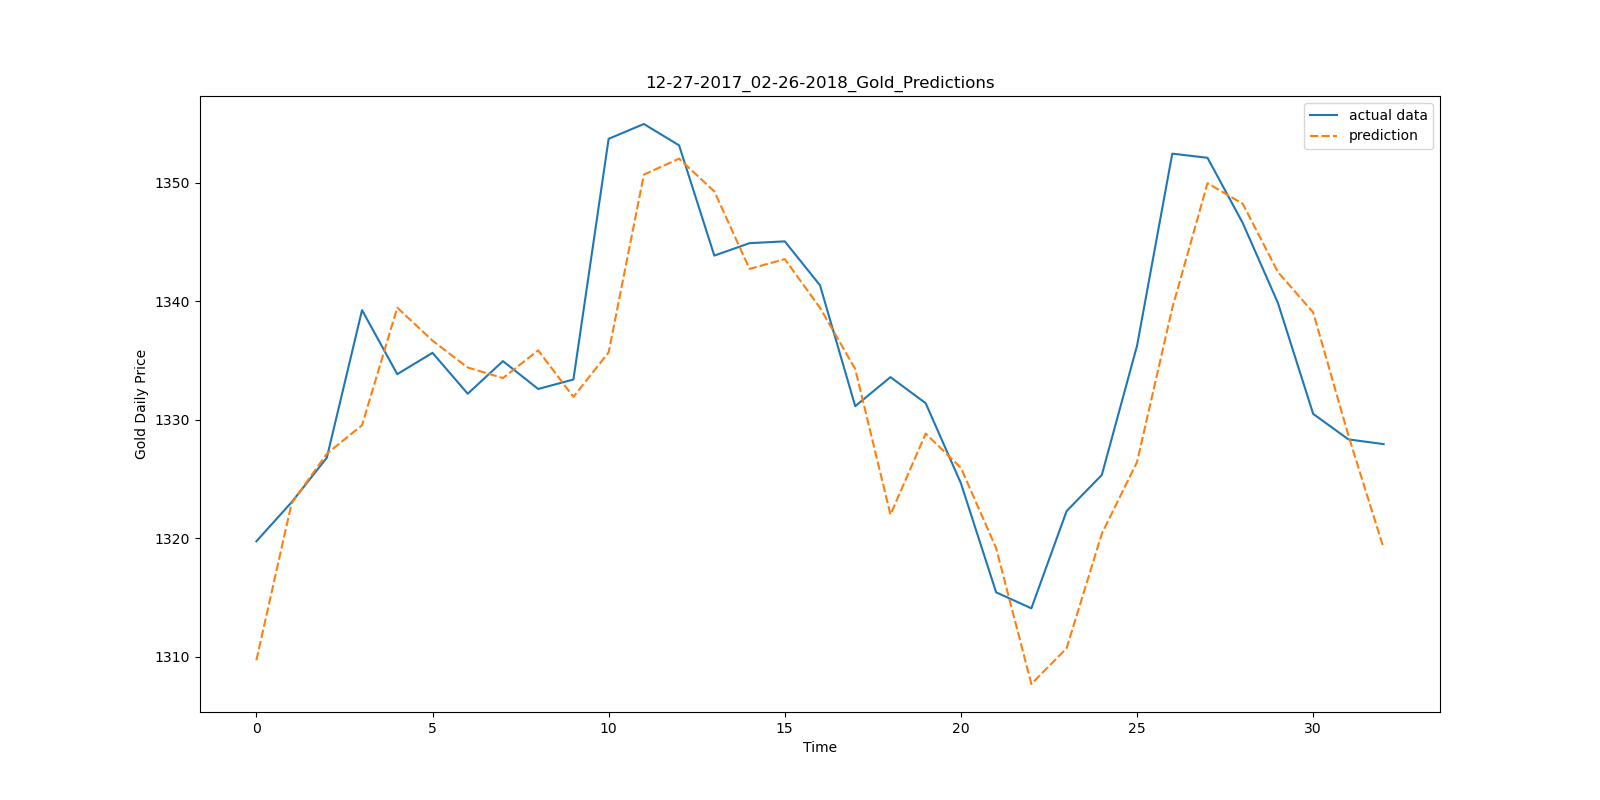 12-27-2017_02-26-2018_Gold_Predictions
actual data
prediction
Gold Daily Price
1350
1340
1330
1320
1310
0 5 10 15 20 25 30
Time